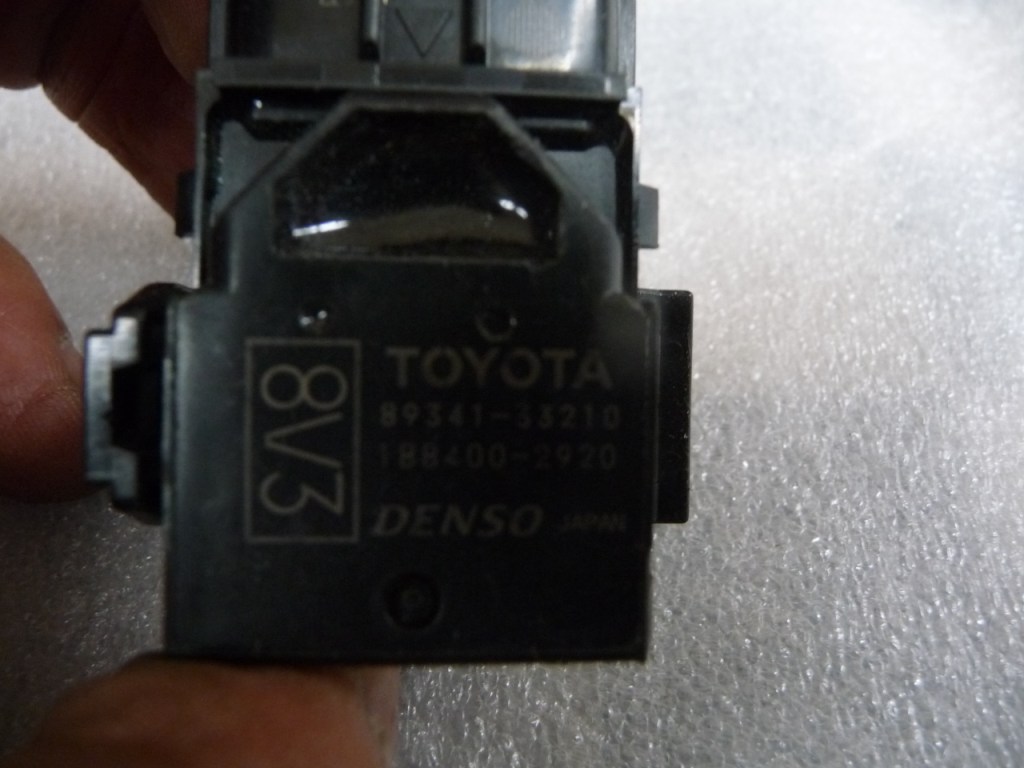 8V3
TOYOTA
89341-33210
188400-2920
DENSO JAPAN